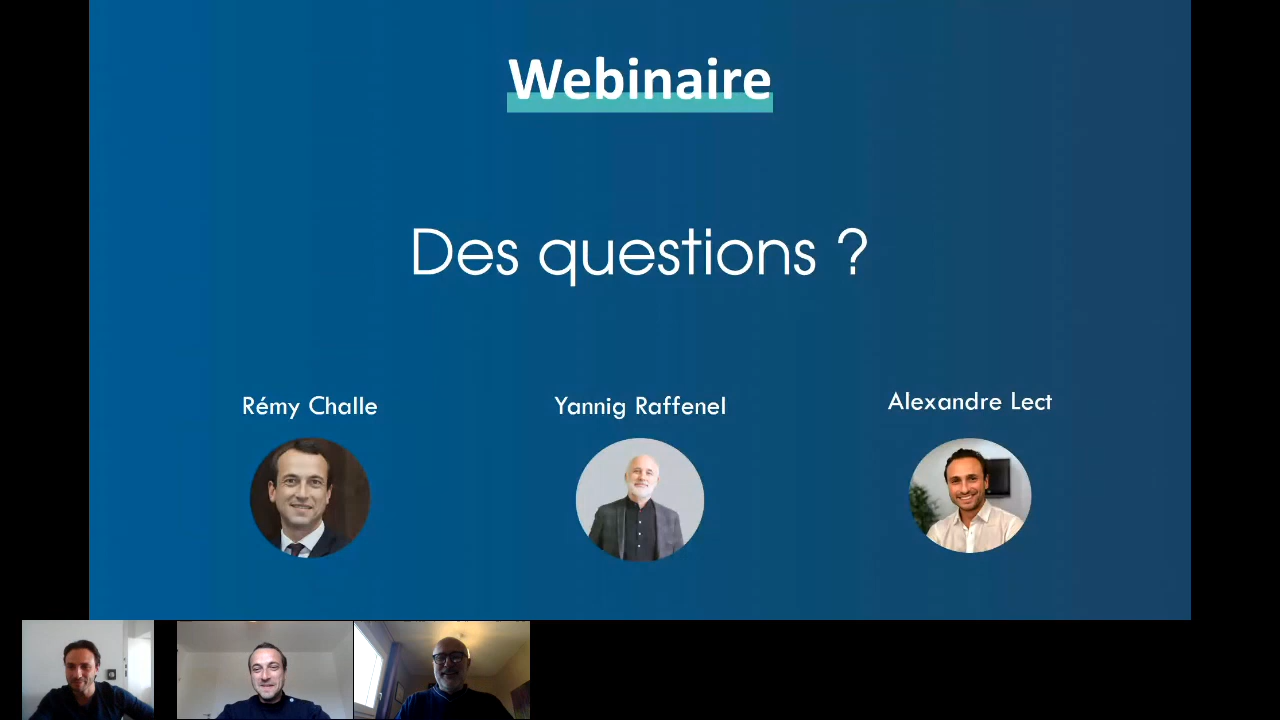 Webinaire
Des questions ?
Rémy Challe
Yannig Raffenel
Alexandre Lect